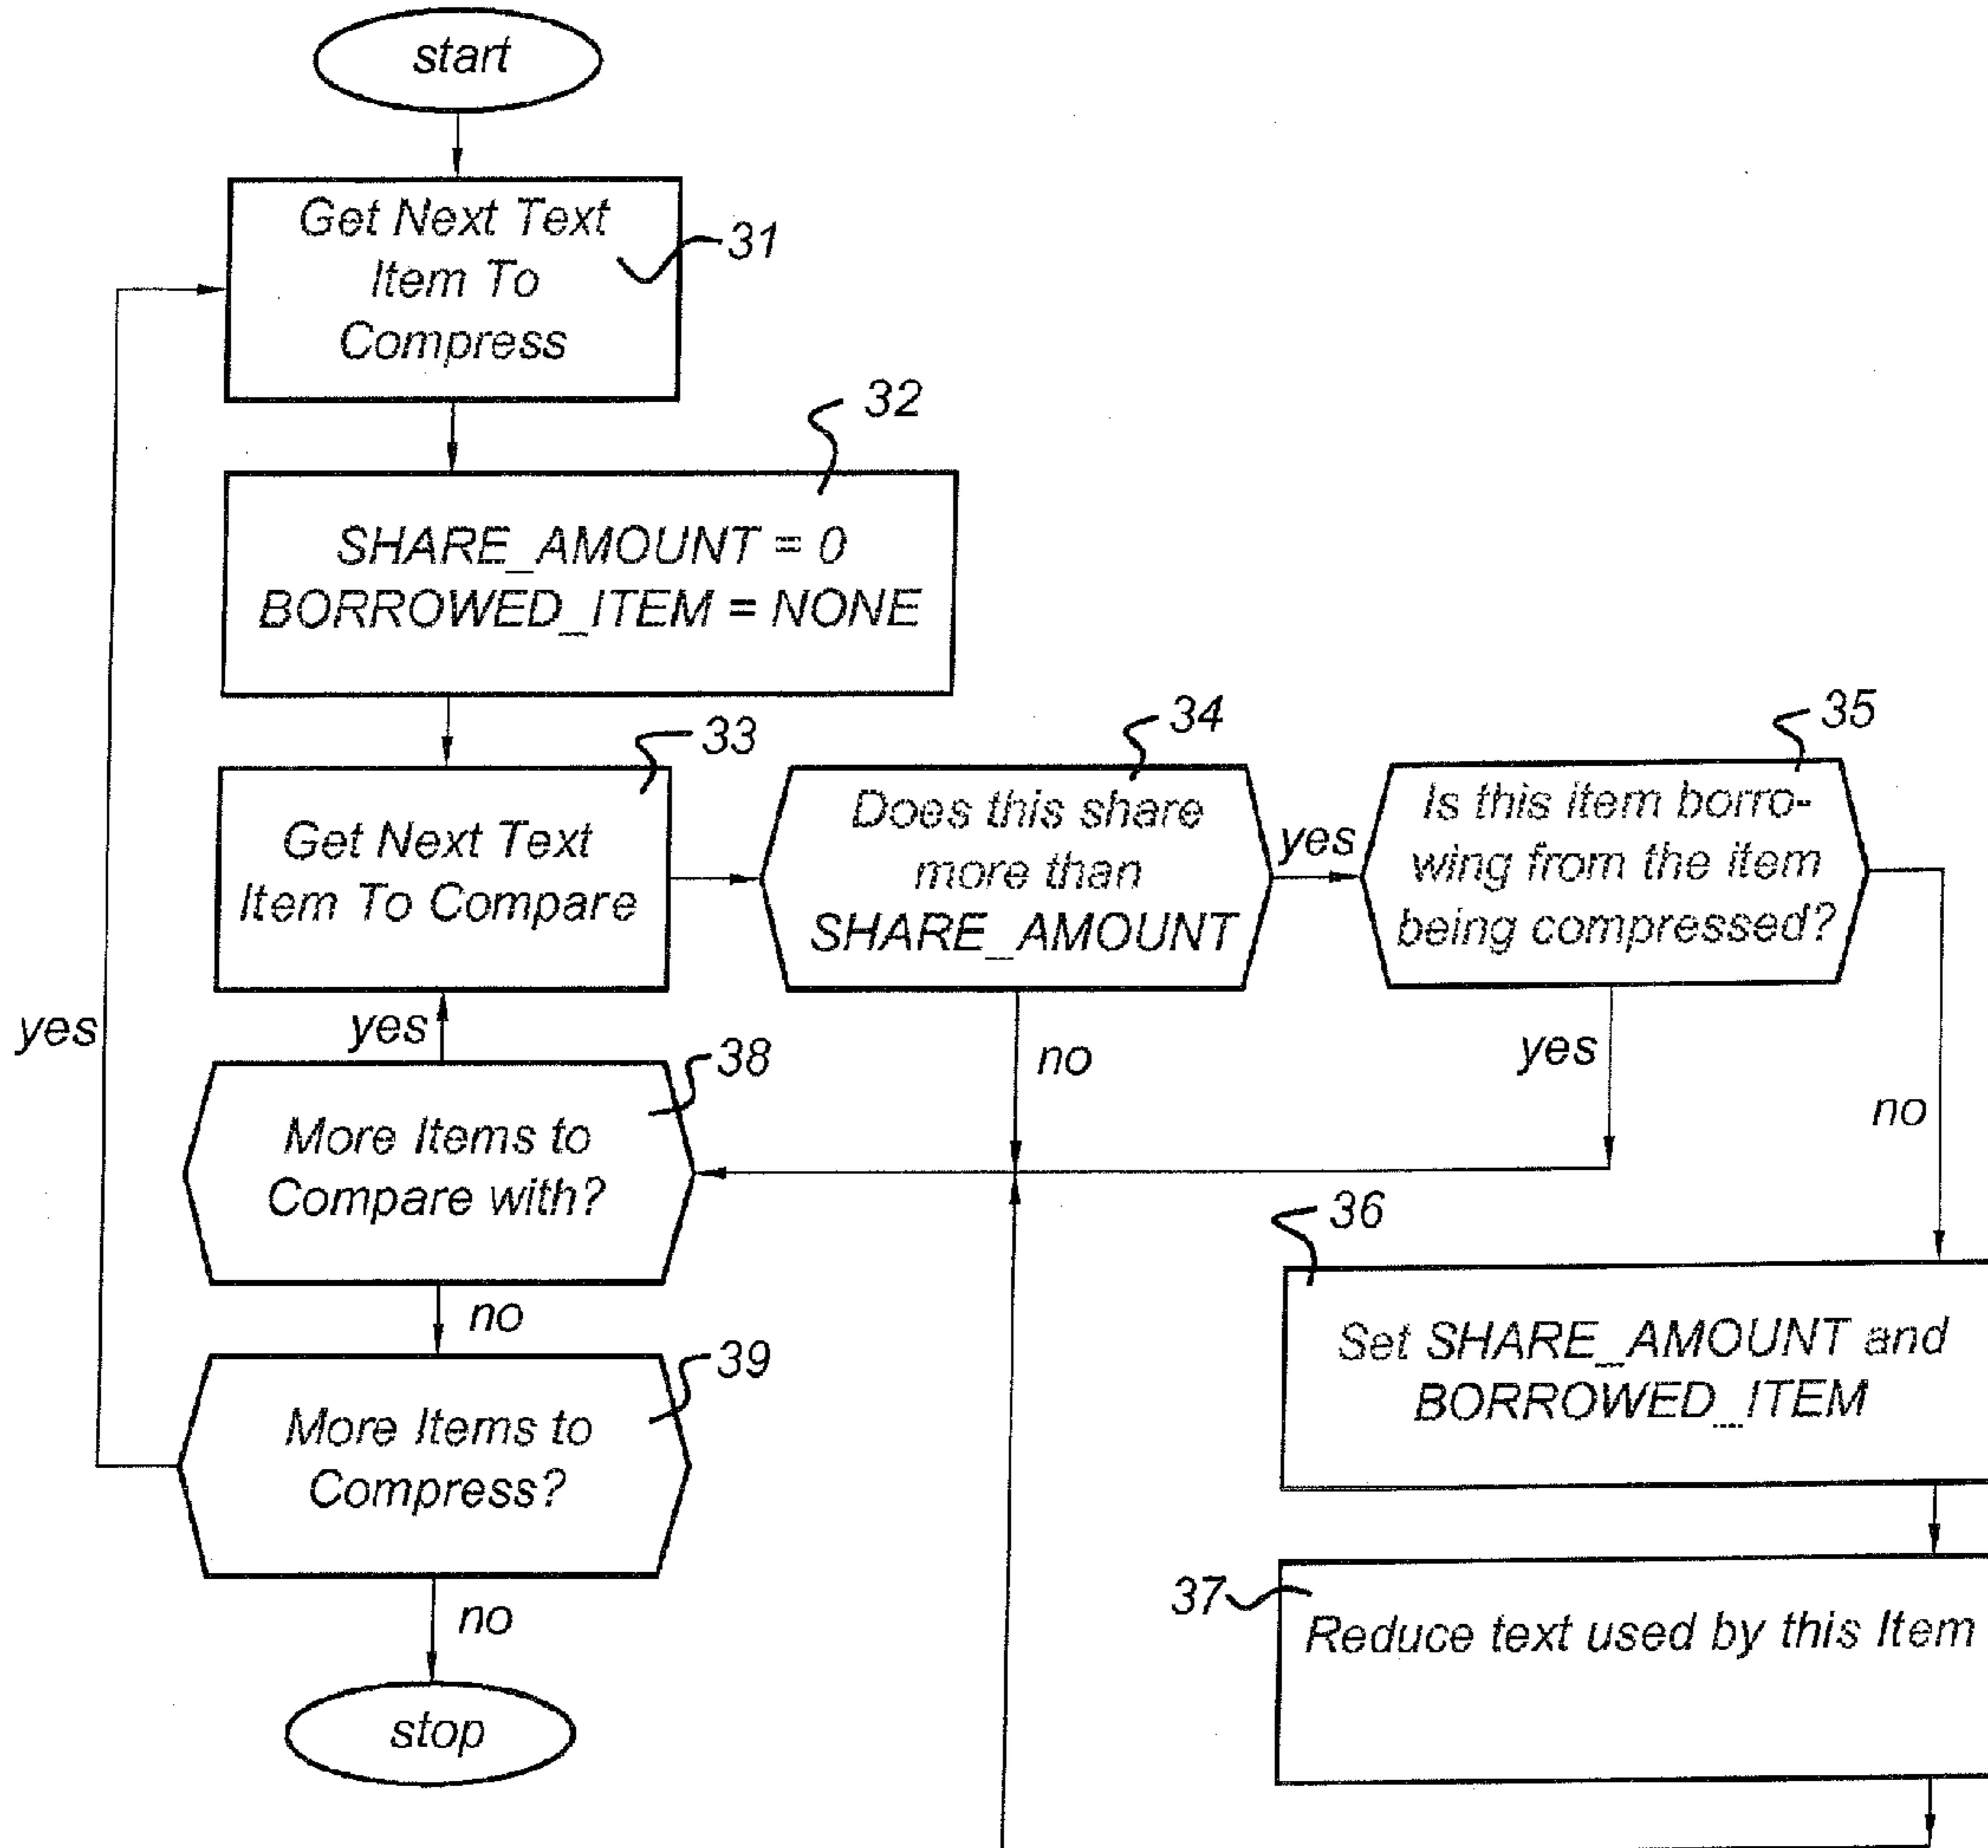 start
Get Next Text
Item To
Compress
31
32
SHARE_AMOUNT = 0
BORROWED_ITEM = NONE
33
Get Next Text
Item To Compare
34
Does this share
more than
SHARE_AMOUNT
yes
35
Is this item borro-
wing from the item
being compressed?
yes
yes
no
yes
no
38
More Items to
Compare with?
36
Set SHARE_AMOUNT and
BORROWED_ITEM
no
39
More Items to
Compress?
37
Reduce text used by this Item
no
stop